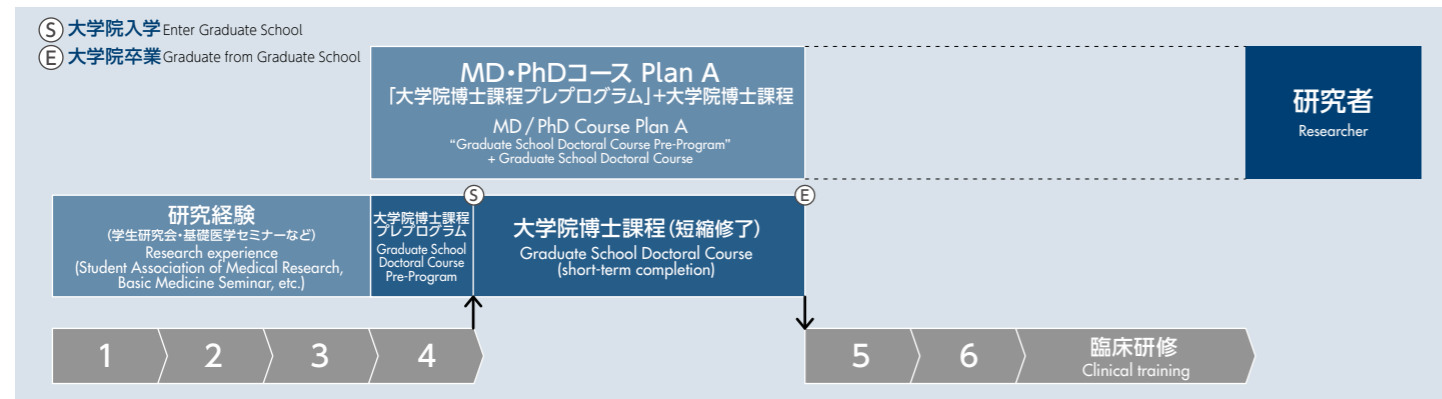 Ⓢ大学院入学 Enter Graduate School
Ⓔ大学院卒業 Graduate from Graduate School
MD・PhDコース Plan A
「大学院博士課程プレプログラム」+大学院博士課程
MD / PhD Course Plan A
“Graduate School Doctoral Course Pre-Program”
+ Graduate School Doctoral Course
研究者
Researcher
研究経験
(学生研究会・基礎医学セミナーなど)
Research experience
(Student Association of Medical Research,
Basic Medicine Seminar, etc.)
大学院博士課程
プレプログラム
Graduate School
Doctoral Course
Pre-Program
Ⓢ
大学院博士課程(短縮修了)
Graduate School Doctoral Course
(short-term completion)
Ⓔ
1 2 3 4 5 6 臨床研修
Clinical training